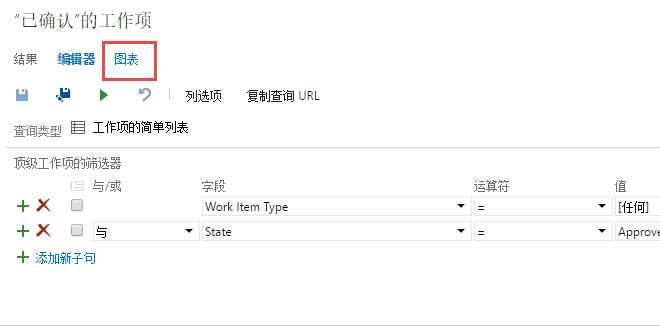 “已确认”的工作项
结果 编辑器 图表
列选项 复制查询 URL
查询类型 工作项的简单列表
顶级工作项的筛选器
与/或 字段 运算符 值
Work Item Type = [任何]
与 State = Approve
添加新子句